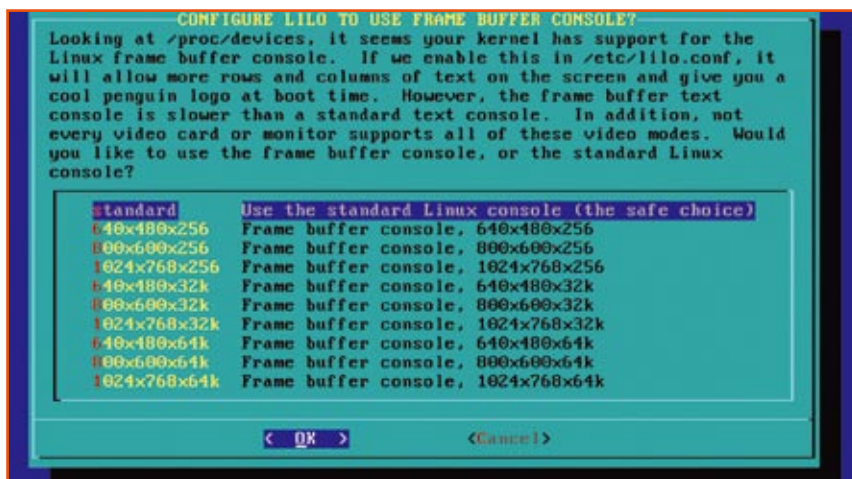 CONFIGURE LILO TO USE FRAME BUFFER CONSOLE?
Looking at /proc/devices, it seems your kernel has support for the
Linux frame buffer console.  If we enable this in /etc/lilo.conf, it
will allow more rows and columns of text on the screen and give you a
cool penguin logo at boot time.  However, the frame buffer text
console is slower than a standard text console.  In addition, not
every video card or monitor supports all of these video modes.  Would
you like to use the frame buffer console, or the standard Linux
console?
standard Use the standard Linux console (the safe choice)
640x480x256 Frame buffer console, 640x480x256
800x600x256 Frame buffer console, 800x600x256
1024x768x256 Frame buffer console, 1024x768x256
640x480x32k Frame buffer console, 640x480x32k
800x600x32k Frame buffer console, 800x600x32k
1024x768x32k Frame buffer console, 1024x768x32k
640x480x64k Frame buffer console, 640x480x64k
800x600x64k Frame buffer console, 800x600x64k
1024x768x64k Frame buffer console, 1024x768x64k
< OK > <Cancel>